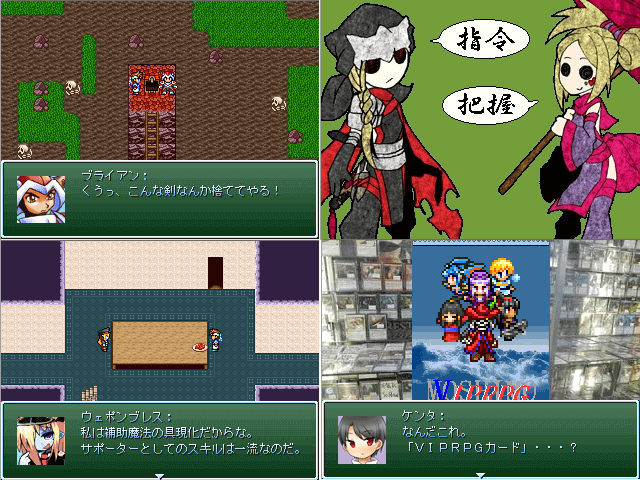 ブライアン：
くうっ、こんな剣なんか捨ててやる！
指令
把握
ウェポンブレス：
私は補助魔法の具現化だからな。
サポーターとしてのスキルは一流なのだ。
VIPRPG
ケンタ：
なんだこれ。
「ＶＩＰＲＰＧカード」・・・？